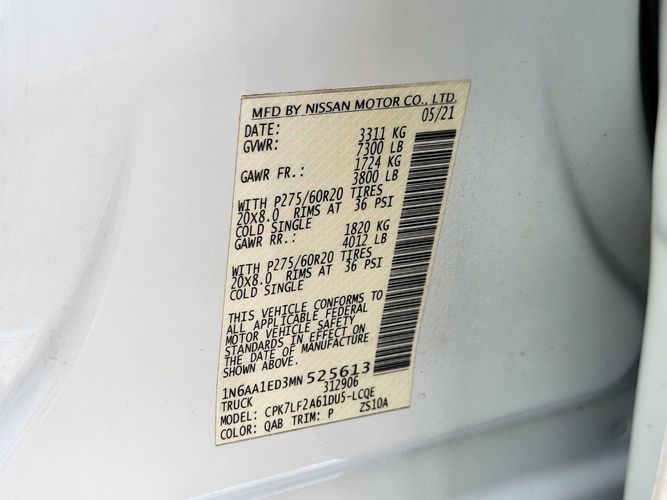 MFD BY NISSAN MOTOR CO., LTD.
DATE: 05/21
GVWR: 3311 KG
7300 LB
GAWR FR.: 1724 KG
3800 LB
WITH P275/60R20 TIRES
20X8.0 RIMS AT 36 PSI
COLD SINGLE
GAWR RR.: 1820 KG
4012 LB
WITH P275/60R20 TIRES
20X8.0 RIMS AT 36 PSI
COLD SINGLE
THIS VEHICLE CONFORMS TO
ALL APPLICABLE FEDERAL
MOTOR VEHICLE SAFETY
STANDARDS IN EFFECT ON
THE DATE OF MANUFACTURE
SHOWN ABOVE.
1N6AA1ED3MN525613
TRUCK 312906
MODEL: CPK7LF2A61DU5-LCQE
COLOR: QAB TRIM: P ZS10A